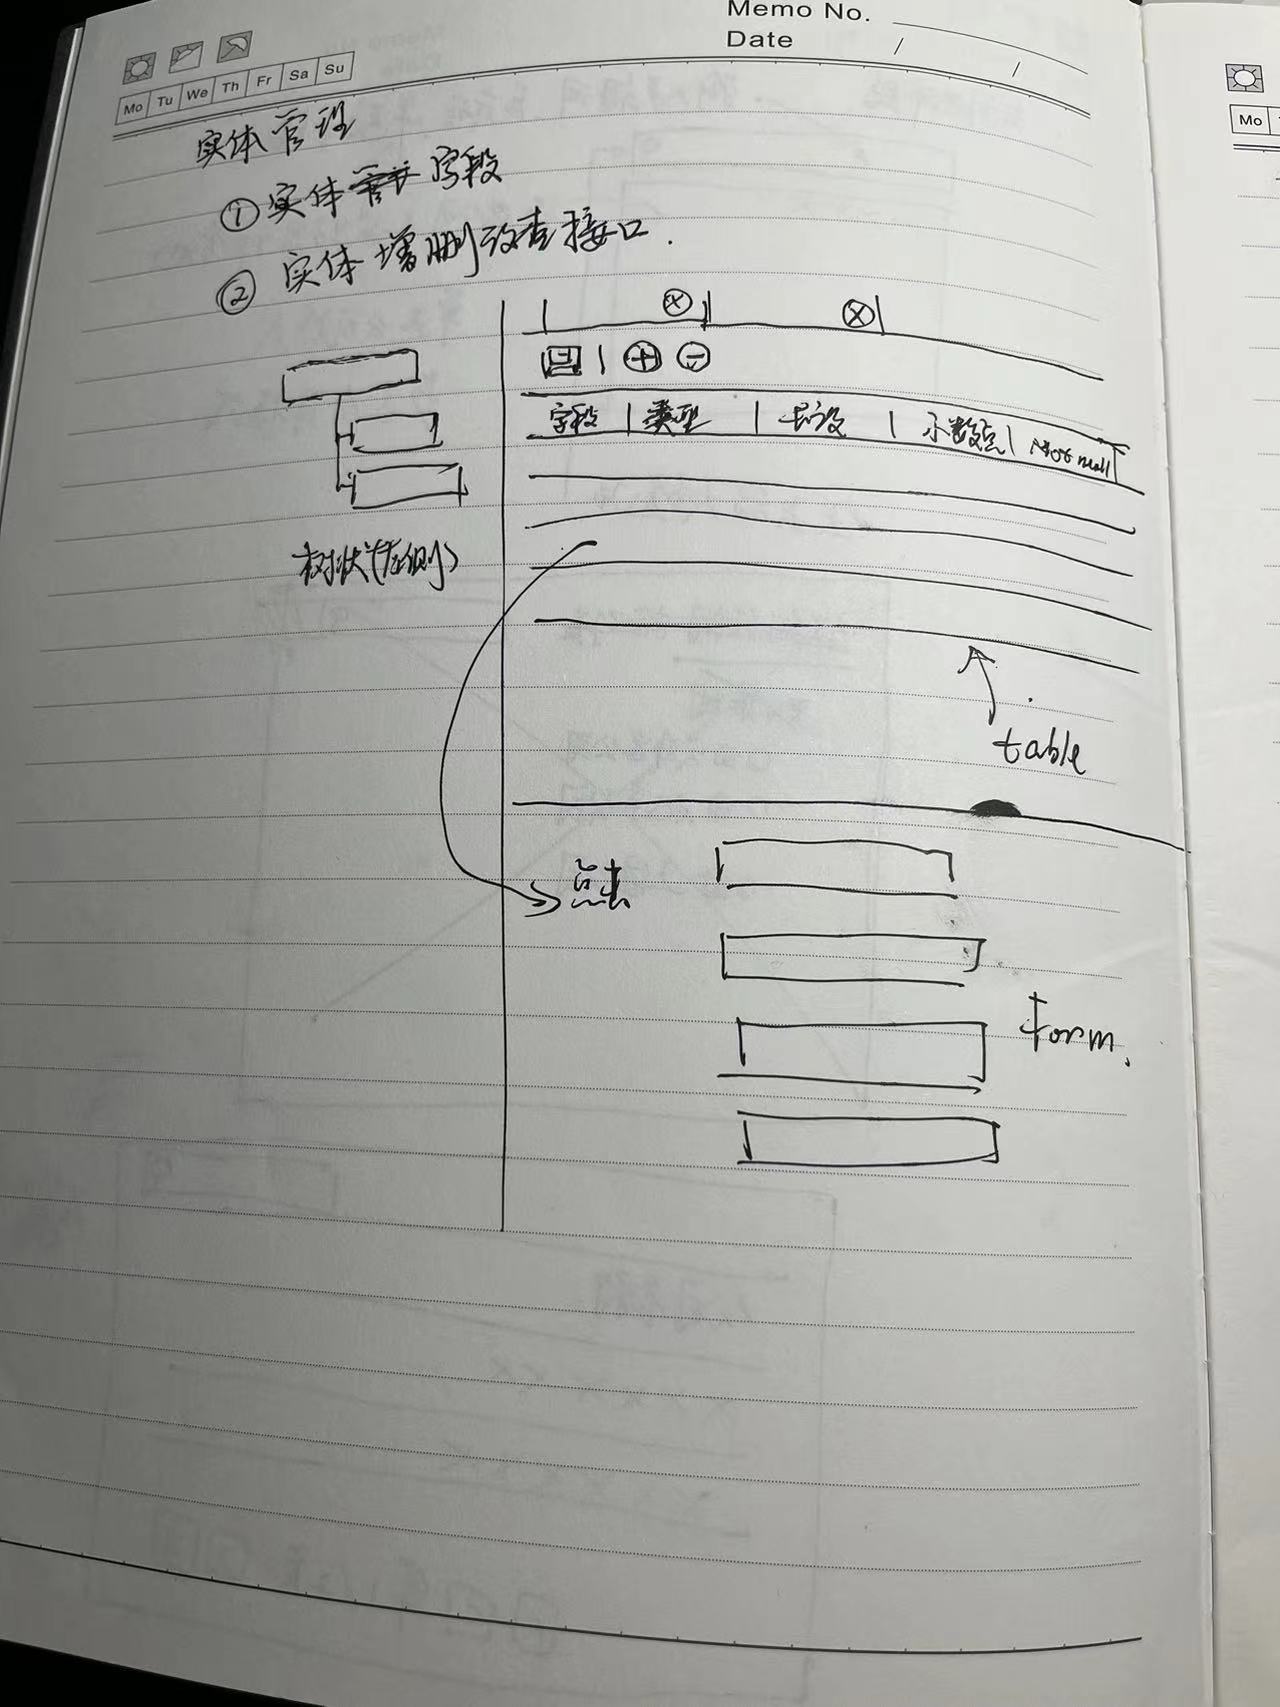 Memo No.
Date / /
Mo Tu We Th Fr Sa Su
Mo
实体管理
① 实体字段
② 实体增删改查接口.
字段 | 类型 | 长度 | 小数点 | Not null
树状(左侧)
table
点击
form.